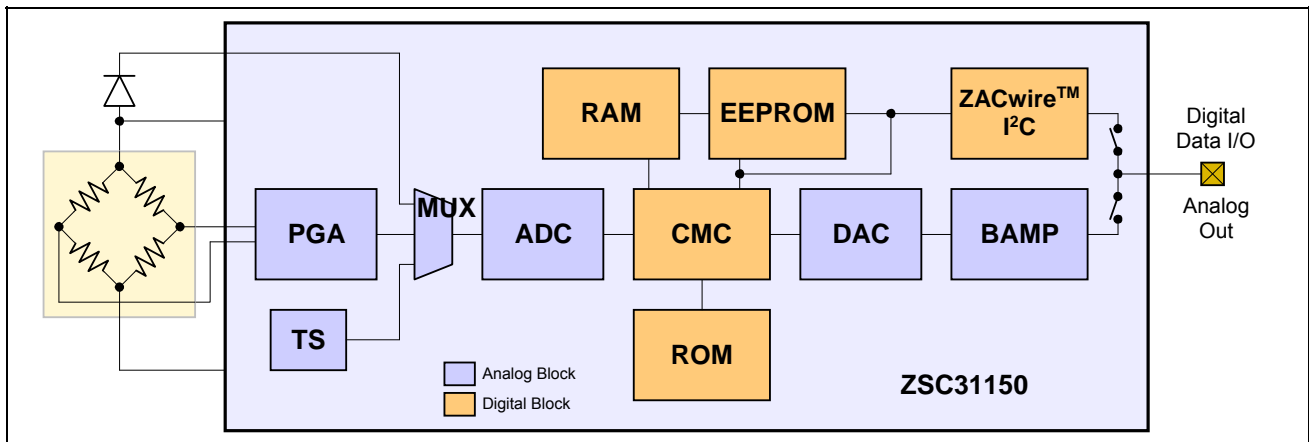 RAM
EEPROM
ZACwire™
I²C
Digital
Data I/O
Analog
Out
MUX
PGA
ADC
CMC
DAC
BAMP
TS
ROM
Analog Block
Digital Block
ZSC31150